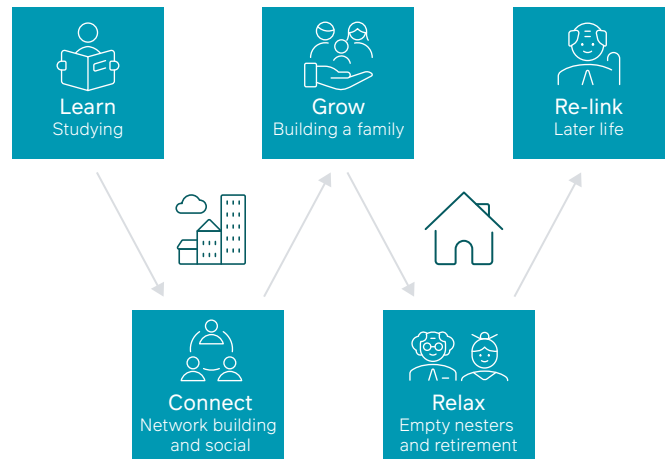 Learn
Studying
Grow
Building a family
Re-link
Later life
Connect
Network building
and social
Relax
Empty nesters
and retirement